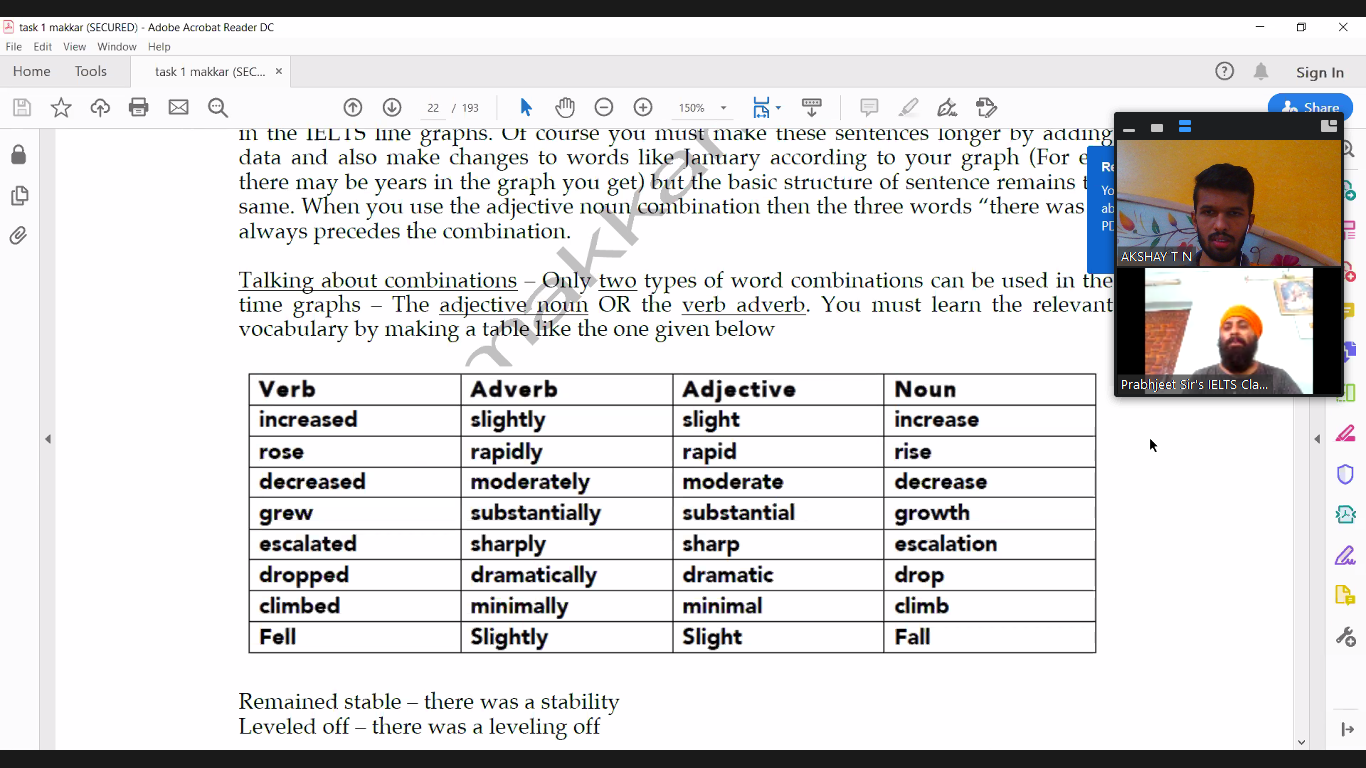 task 1 makkar (SECURED) - Adobe Acrobat Reader DC
File Edit View Window Help
Home Tools task 1 makkar (SEC... × Sign In
22 / 193 150% Share
in the IELTS line graphs. Of course you must make these sentences longer by adding
data and also make changes to words like January according to your graph (For e
there may be years in the graph you get) but the basic structure of sentence remains t
same. When you use the adjective noun combination then the three words “there was
always precedes the combination.
Talking about combinations – Only two types of word combinations can be used in the
time graphs – The adjective noun OR the verb adverb. You must learn the relevant
vocabulary by making a table like the one given below
Verb Adverb Adjective Noun
increased slightly slight increase
rose rapidly rapid rise
decreased moderately moderate decrease
grew substantially substantial growth
escalated sharply sharp escalation
dropped dramatically dramatic drop
climbed minimally minimal climb
Fell Slightly Slight Fall
Remained stable – there was a stability
Leveled off – there was a leveling off
makkar
Re
Yo
ab
PD
AKSHAY T N
Prabhjeet Sir's IELTS Cla...